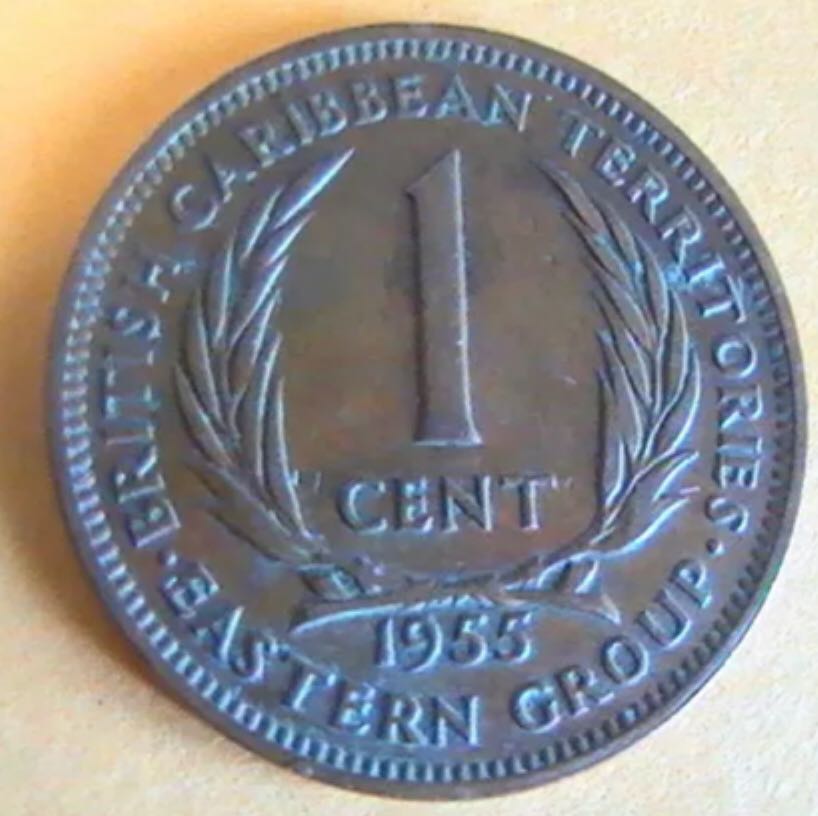 BRITISH CARIBBEAN TERRITORIES
1
CENT
1955
EASTERN GROUP